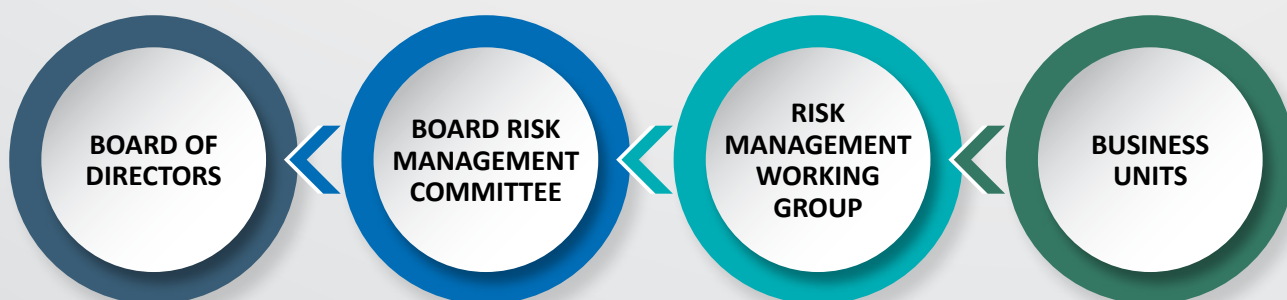 BOARD OF
DIRECTORS
BOARD RISK
MANAGEMENT
COMMITTEE
RISK
MANAGEMENT
WORKING
GROUP
BUSINESS
UNITS